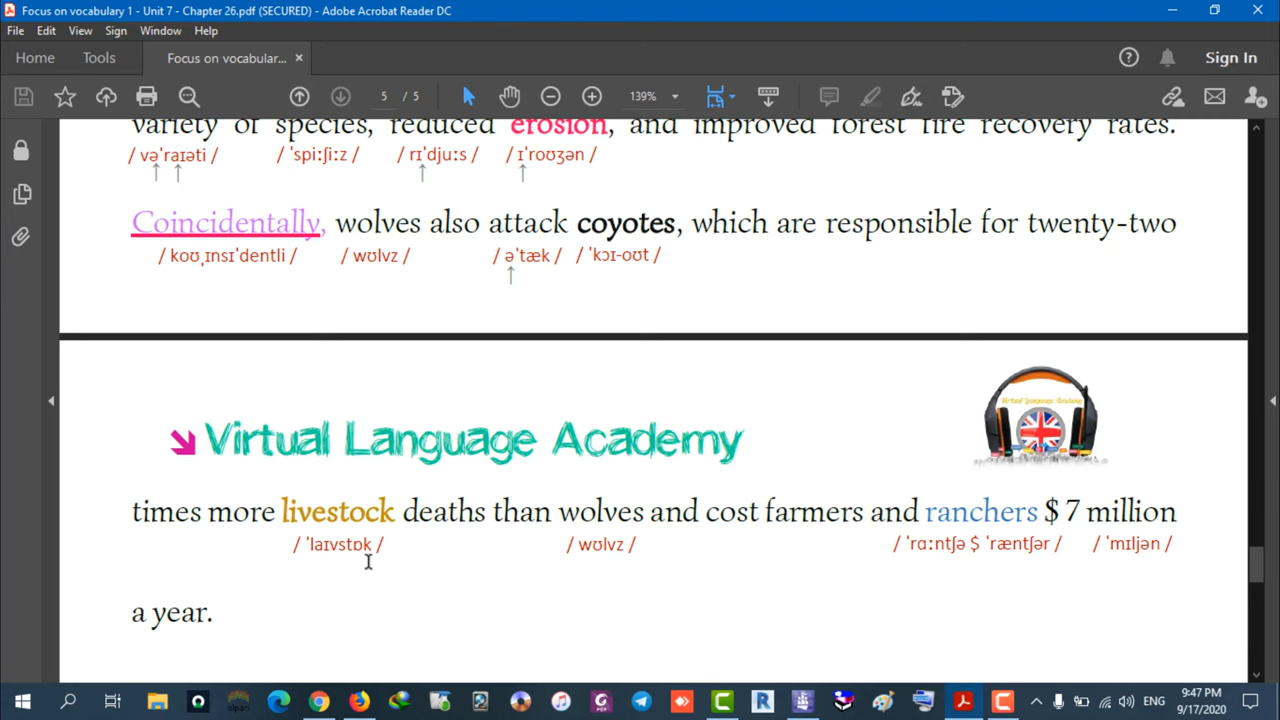 Focus on vocabulary 1 - Unit 7 - Chapter 26.pdf (SECURED) - Adobe Acrobat Reader DC
File Edit View Sign Window Help
Home Tools Focus on vocabular... × Sign In
5 / 5 139%
variety of species, reduced erosion, and improved forest fire recovery rates.
/ vəˈraɪəti / / ˈspiːʃiːz / / rɪˈdjuːs / / ɪˈroʊʒən /
Coincidentally, wolves also attack coyotes, which are responsible for twenty-two
/ koʊˌɪnsɪˈdentli / / wʊlvz / / əˈtæk / / ˈkɔɪ-oʊt /
Virtual Language Academy
Virtual Language Academy
times more livestock deaths than wolves and cost farmers and ranchers $ 7 million
/ ˈlaɪvstɒk / / wʊlvz / / ˈrɑːntʃə $ ˈræntʃər / / ˈmɪljən /
a year.
ENG 9:47 PM
9/17/2020